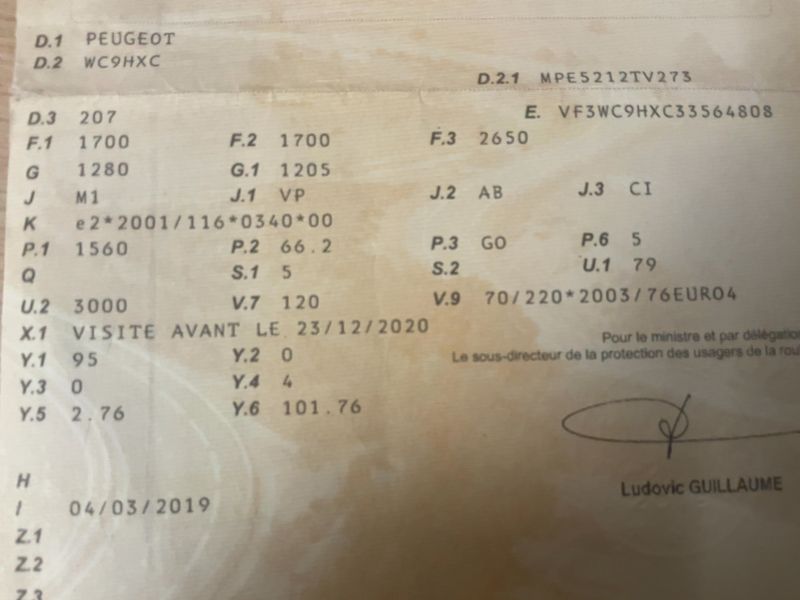 D.1 PEUGEOT
D.2 WC9HXC
D.2.1 MPE5212TV273
D.3 207
E. VF3WC9HXC33564808
F.1 1700 F.2 1700 F.3 2650
G 1280 G.1 1205
J M1 J.1 VP J.2 AB J.3 CI
K e2*2001/116*0340*00
P.1 1560 P.2 66.2 P.3 GO P.6 5
Q S.1 5 S.2 U.1 79
U.2 3000 V.7 120 V.9 70/220*2003/76EURO4
X.1 VISITE AVANT LE 23/12/2020
Pour le ministre et par délégation
Y.1 95 Y.2 0
Le sous-directeur de la protection des usagers de la rou
Y.3 0 Y.4 4
Y.5 2.76 Y.6 101.76
H
Ludovic GUILLAUME
I 04/03/2019
Z.1
Z.2
Z.3